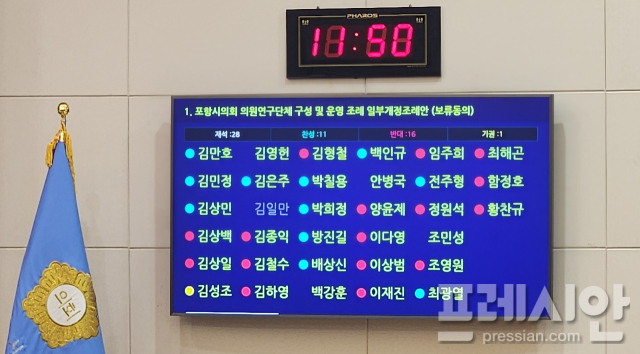 PHAROS
11:50
1. 포항시의회 의원연구단체 구성 및 운영 조례 일부개정조례안 (보류동의)
재석 :28 찬성 :11 반대 :16 기권 :1
김만호 김영헌 김형철 백인규 임주희 최해곤
김민정 김은주 박칠용 안병국 전주형 함정호
김상민 김일만 박희정 양윤제 정원석 황찬규
김상백 김종익 방진길 이다영 조민성
김상일 김철수 배상신 이상범 조영원
김성조 김하영 백강훈 이재진 최광열
프레시안
pressian.com